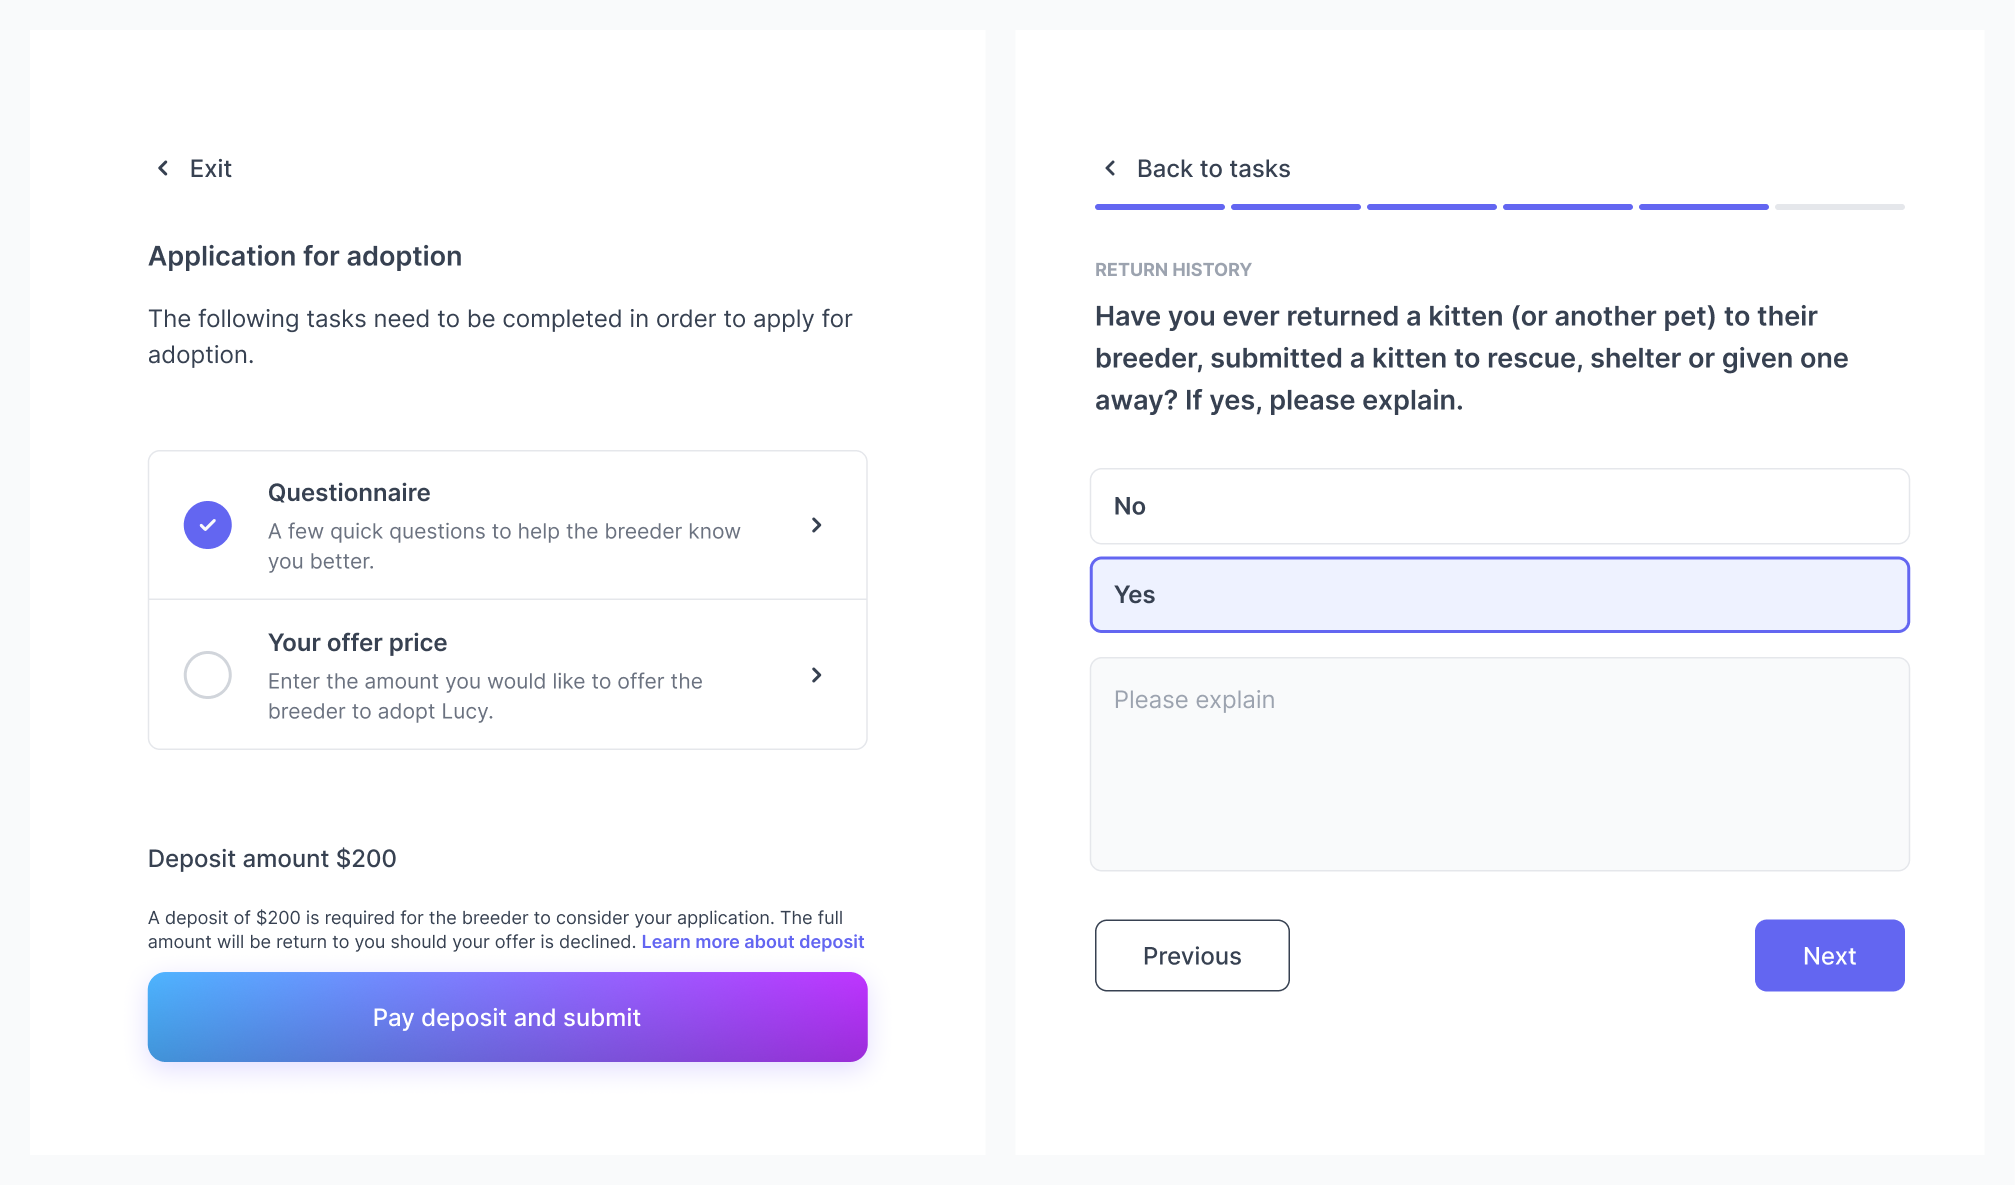 Exit
Application for adoption
The following tasks need to be completed in order to apply for
adoption.
Questionnaire
A few quick questions to help the breeder know
you better.
Your offer price
Enter the amount you would like to offer the
breeder to adopt Lucy.
Deposit amount $200
A deposit of $200 is required for the breeder to consider your application. The full
amount will be return to you should your offer is declined. Learn more about deposit
Pay deposit and submit
Back to tasks
RETURN HISTORY
Have you ever returned a kitten (or another pet) to their
breeder, submitted a kitten to rescue, shelter or given one
away? If yes, please explain.
No
Yes
Please explain
Previous
Next